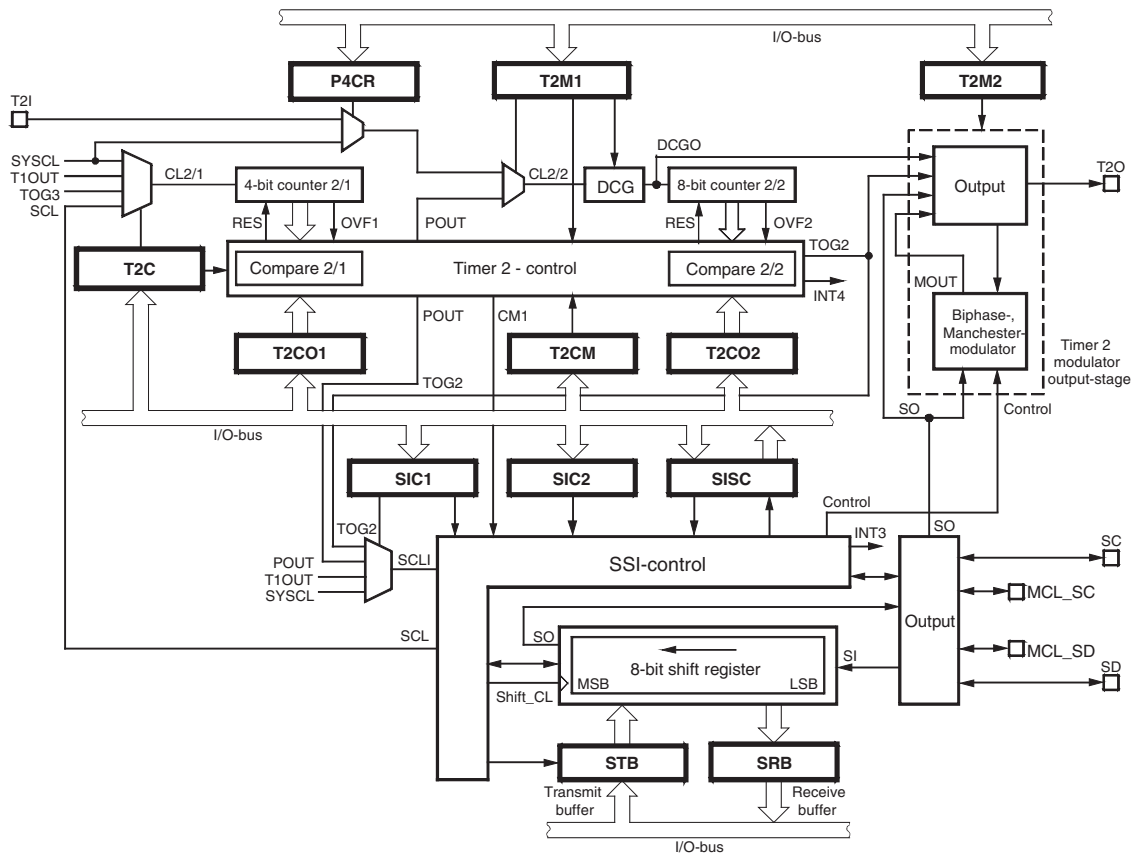 I/O-bus
P4CR
T2M1
T2M2
T2I
DCGO
SYSCL
T1OUT
TOG3
SCL
CL2/1
4-bit counter 2/1
CL2/2
DCG
8-bit counter 2/2
Output
T2O
RES
OVF1
POUT
RES
OVF2
TOG2
T2C
Compare 2/1
Timer 2 - control
Compare 2/2
INT4
MOUT
POUT
CM1
Biphase-,
Manchester-
modulator
Timer 2
modulator
output-stage
T2CO1
T2CM
T2CO2
TOG2
SO
Control
I/O-bus
SIC1
SIC2
SISC
Control
TOG2
INT3
SO
SC
POUT
T1OUT
SYSCL
SCLI
SSI-control
MCL_SC
Output
SCL
SO
8-bit shift register
SI
MCL_SD
MSB
LSB
SD
Shift_CL
STB
SRB
Transmit
buffer
Receive
buffer
I/O-bus